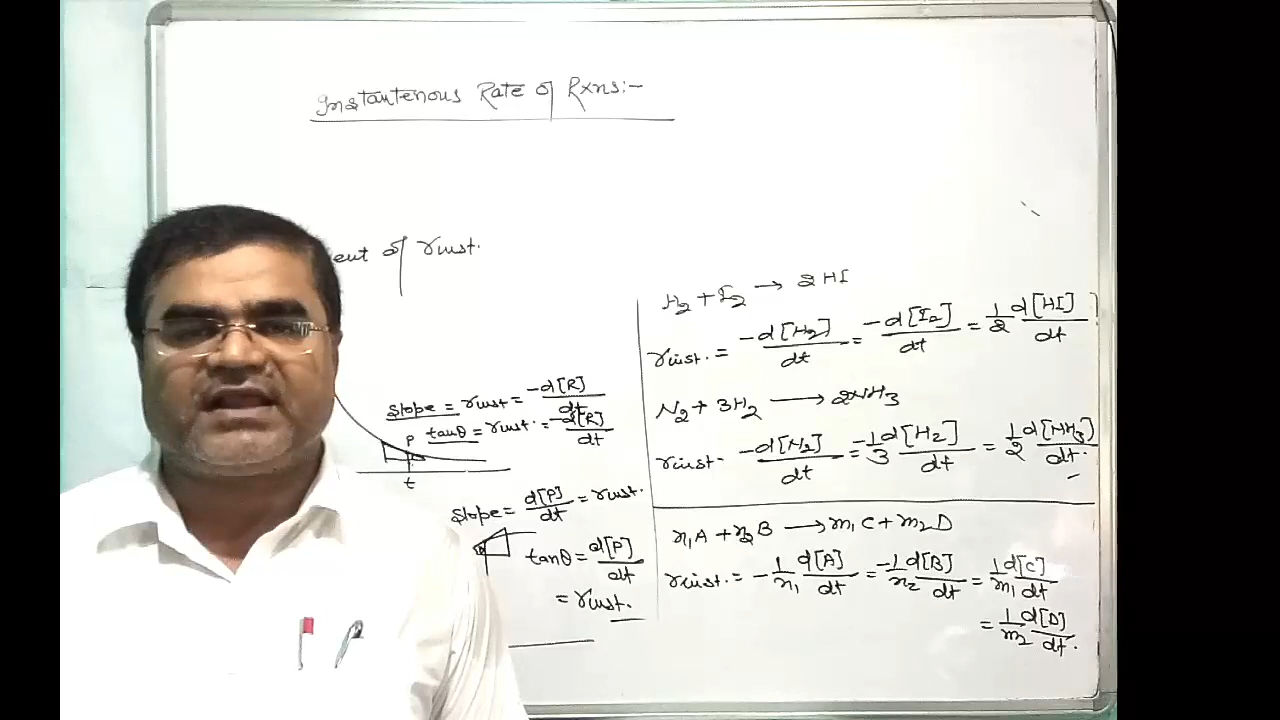 Instantenous Rate of Rxns:-
of rinst.
slope = rinst = -d[R]/dt
tanθ = rinst. = -d[R]/dt
P
t
slope = d[P]/dt = rinst.
tanθ = d[P]/dt
= rinst.
H2 + I2 → 2HI
rinst. = -d[H2]/dt = -d[I2]/dt = 1/2 d[HI]/dt
N2 + 3H2 → 2NH3
rinst. -d[N2]/dt = -1/3 d[H2]/dt = 1/2 d[NH3]/dt.
n1A + n2B → m1C + m2D
rinst. = -1/n1 d[A]/dt = -1/n2 d[B]/dt = 1/m1 d[C]/dt
= 1/m2 d[D]/dt.